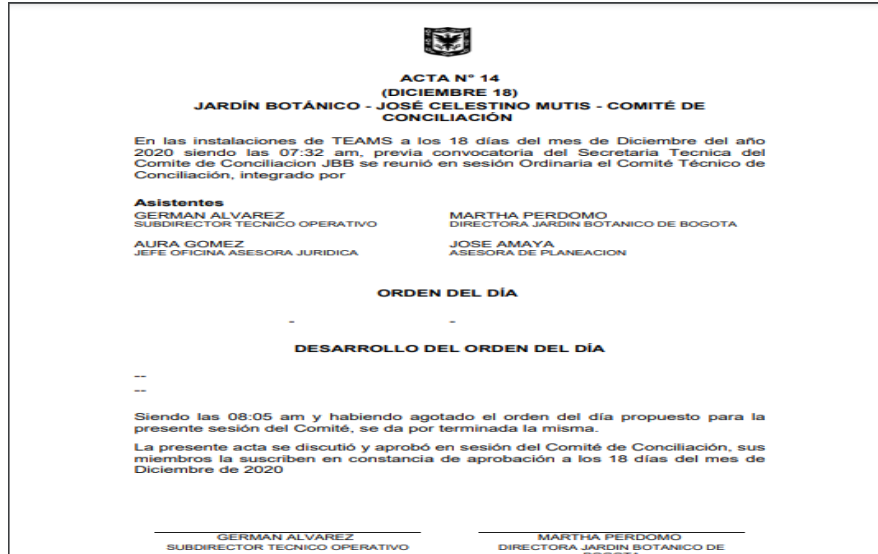 ACTA N° 14
(DICIEMBRE 18)
JARDÍN BOTÁNICO - JOSÉ CELESTINO MUTIS - COMITÉ DE
CONCILIACIÓN
En las instalaciones de TEAMS a los 18 días del mes de Diciembre del año
2020 siendo las 07:32 am, previa convocatoria del Secretaria Tecnica del
Comite de Conciliacion JBB se reunió en sesión Ordinaria el Comité Técnico de
Conciliación, integrado por
Asistentes
GERMAN ALVAREZ MARTHA PERDOMO
SUBDIRECTOR TECNICO OPERATIVO DIRECTORA JARDIN BOTANICO DE BOGOTA
AURA GOMEZ JOSE AMAYA
JEFE OFICINA ASESORA JURIDICA ASESORA DE PLANEACION
ORDEN DEL DÍA
- -
DESARROLLO DEL ORDEN DEL DÍA
--
--
Siendo las 08:05 am y habiendo agotado el orden del día propuesto para la
presente sesión del Comité, se da por terminada la misma.
La presente acta se discutió y aprobó en sesión del Comité de Conciliación, sus
miembros la suscriben en constancia de aprobación a los 18 días del mes de
Diciembre de 2020
GERMAN ALVAREZ MARTHA PERDOMO
SUBDIRECTOR TECNICO OPERATIVO DIRECTORA JARDIN BOTANICO DE
BOGOTA